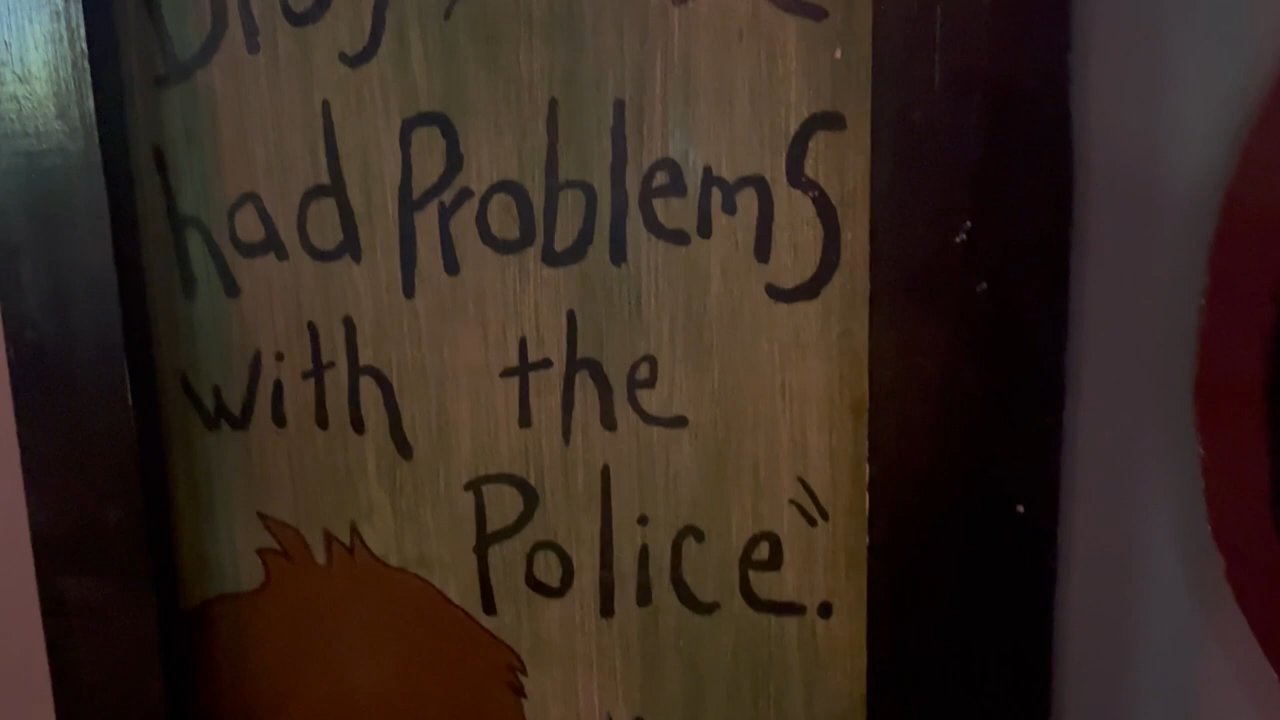 had Problems
with the
Police".